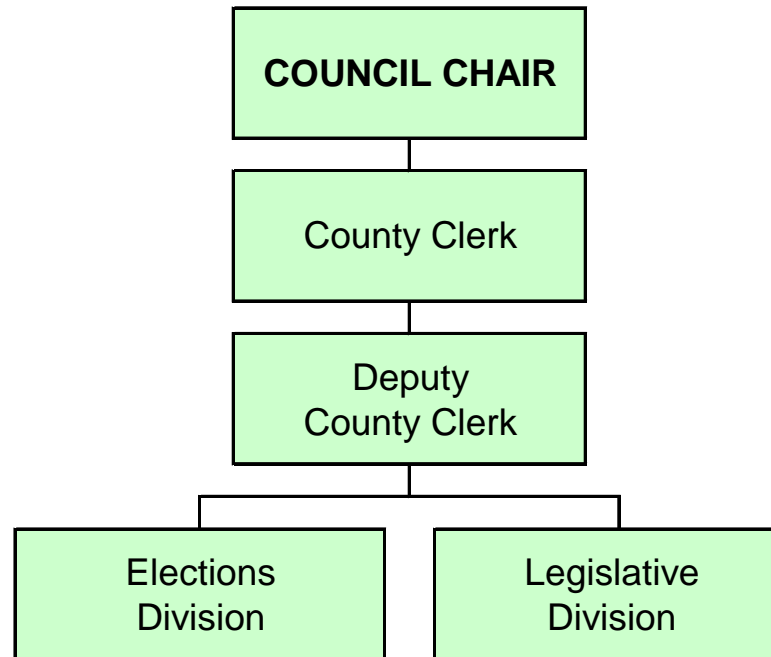 COUNCIL CHAIR
County Clerk
Deputy
County Clerk
Elections
Division
Legislative
Division